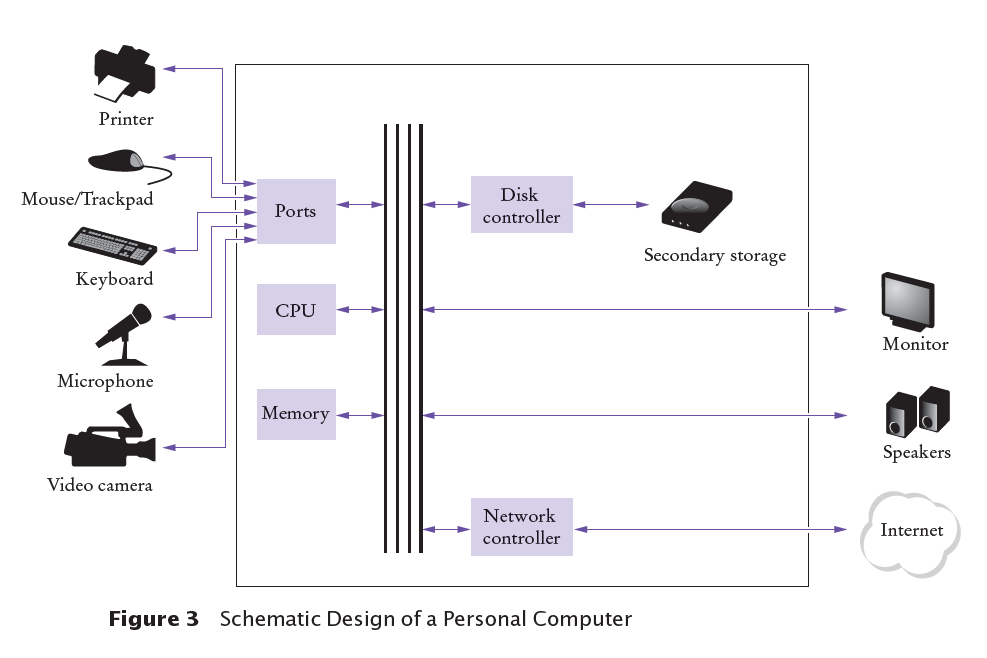 Printer
Mouse/Trackpad
Keyboard
Microphone
Video camera
Ports
CPU
Memory
Disk
controller
Secondary storage
Network
controller
Monitor
Speakers
Internet
Figure 3 Schematic Design of a Personal Computer